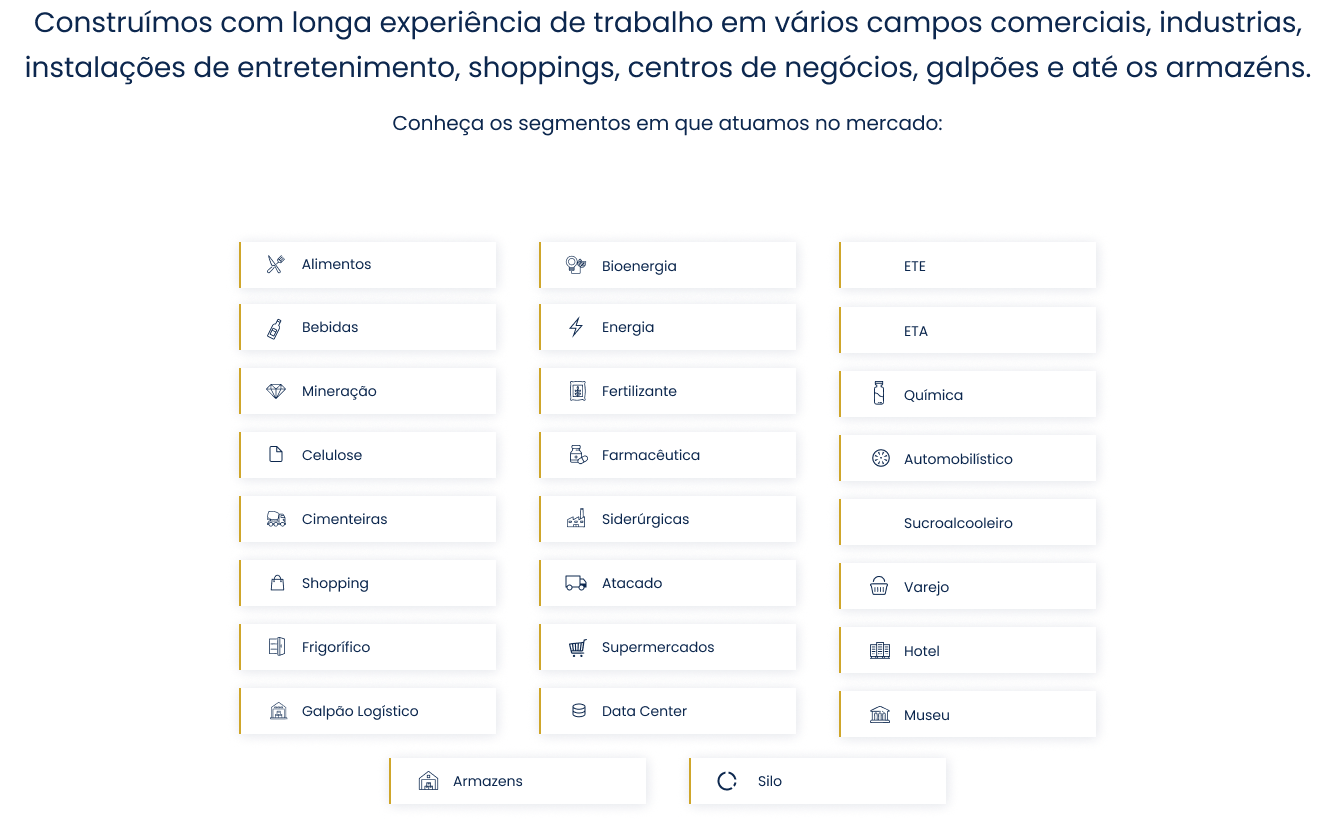 Construímos com longa experiência de trabalho em vários campos comerciais, industrias,
instalações de entretenimento, shoppings, centros de negócios, galpões e até os armazéns.
Conheça os segmentos em que atuamos no mercado:
Alimentos
Bebidas
Mineração
Celulose
Cimenteiras
Shopping
Frigorífico
Galpão Logístico
Bioenergia
Energia
Fertilizante
Farmacêutica
Siderúrgicas
Atacado
Supermercados
Data Center
ETE
ETA
Química
Automobilístico
Sucroalcooleiro
Varejo
Hotel
Museu
Armazens
Silo